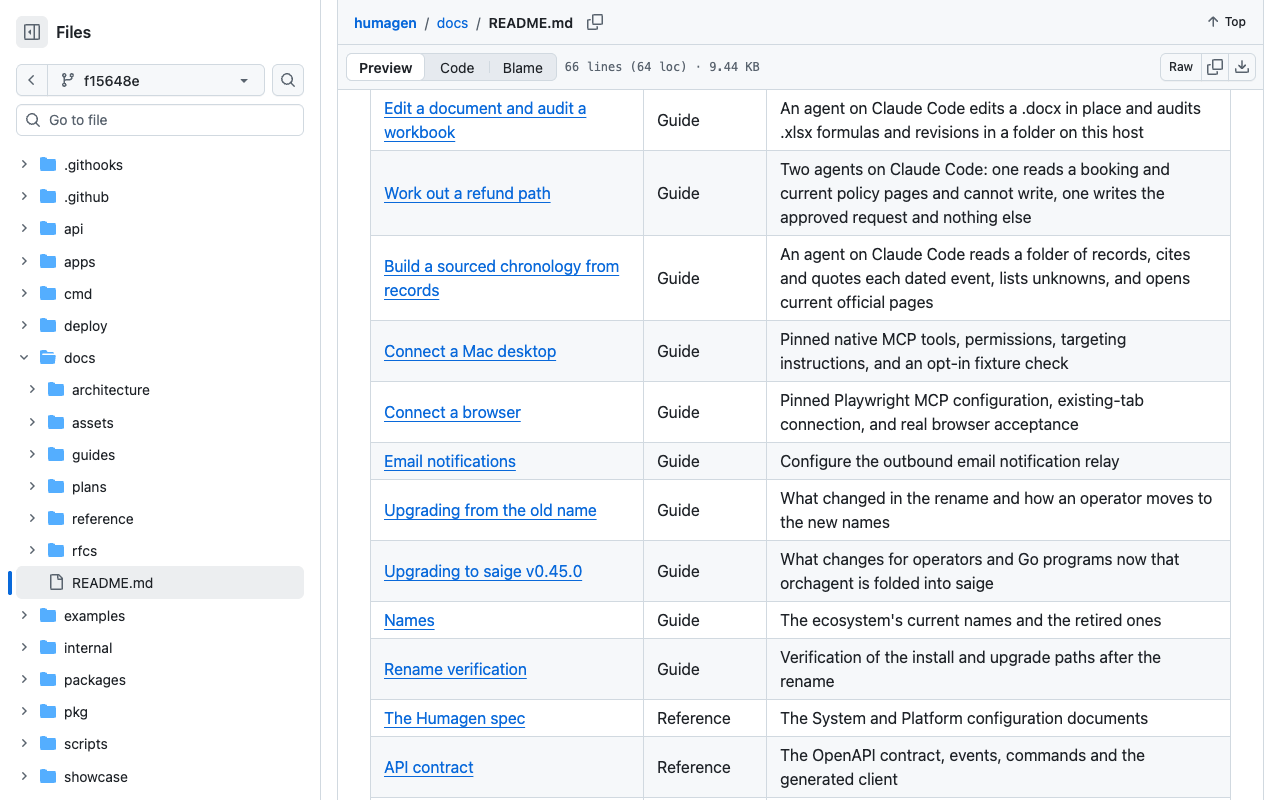 Files
f15648e
Go to file
.githooks
.github
api
apps
cmd
deploy
docs
architecture
assets
guides
plans
reference
rfcs
README.md
examples
internal
packages
pkg
scripts
showcase
humagen / docs / README.md
Top
Preview Code Blame 66 lines (64 loc) · 9.44 KB
Raw
Edit a document and audit a
workbook
Guide
An agent on Claude Code edits a .docx in place and audits
.xlsx formulas and revisions in a folder on this host
Work out a refund path
Guide
Two agents on Claude Code: one reads a booking and
current policy pages and cannot write, one writes the
approved request and nothing else
Build a sourced chronology from
records
Guide
An agent on Claude Code reads a folder of records, cites
and quotes each dated event, lists unknowns, and opens
current official pages
Connect a Mac desktop
Guide
Pinned native MCP tools, permissions, targeting
instructions, and an opt-in fixture check
Connect a browser
Guide
Pinned Playwright MCP configuration, existing-tab
connection, and real browser acceptance
Email notifications
Guide
Configure the outbound email notification relay
Upgrading from the old name
Guide
What changed in the rename and how an operator moves to
the new names
Upgrading to saige v0.45.0
Guide
What changes for operators and Go programs now that
orchagent is folded into saige
Names
Guide
The ecosystem's current names and the retired ones
Rename verification
Guide
Verification of the install and upgrade paths after the
rename
The Humagen spec
Reference
The System and Platform configuration documents
API contract
Reference
The OpenAPI contract, events, commands and the
generated client